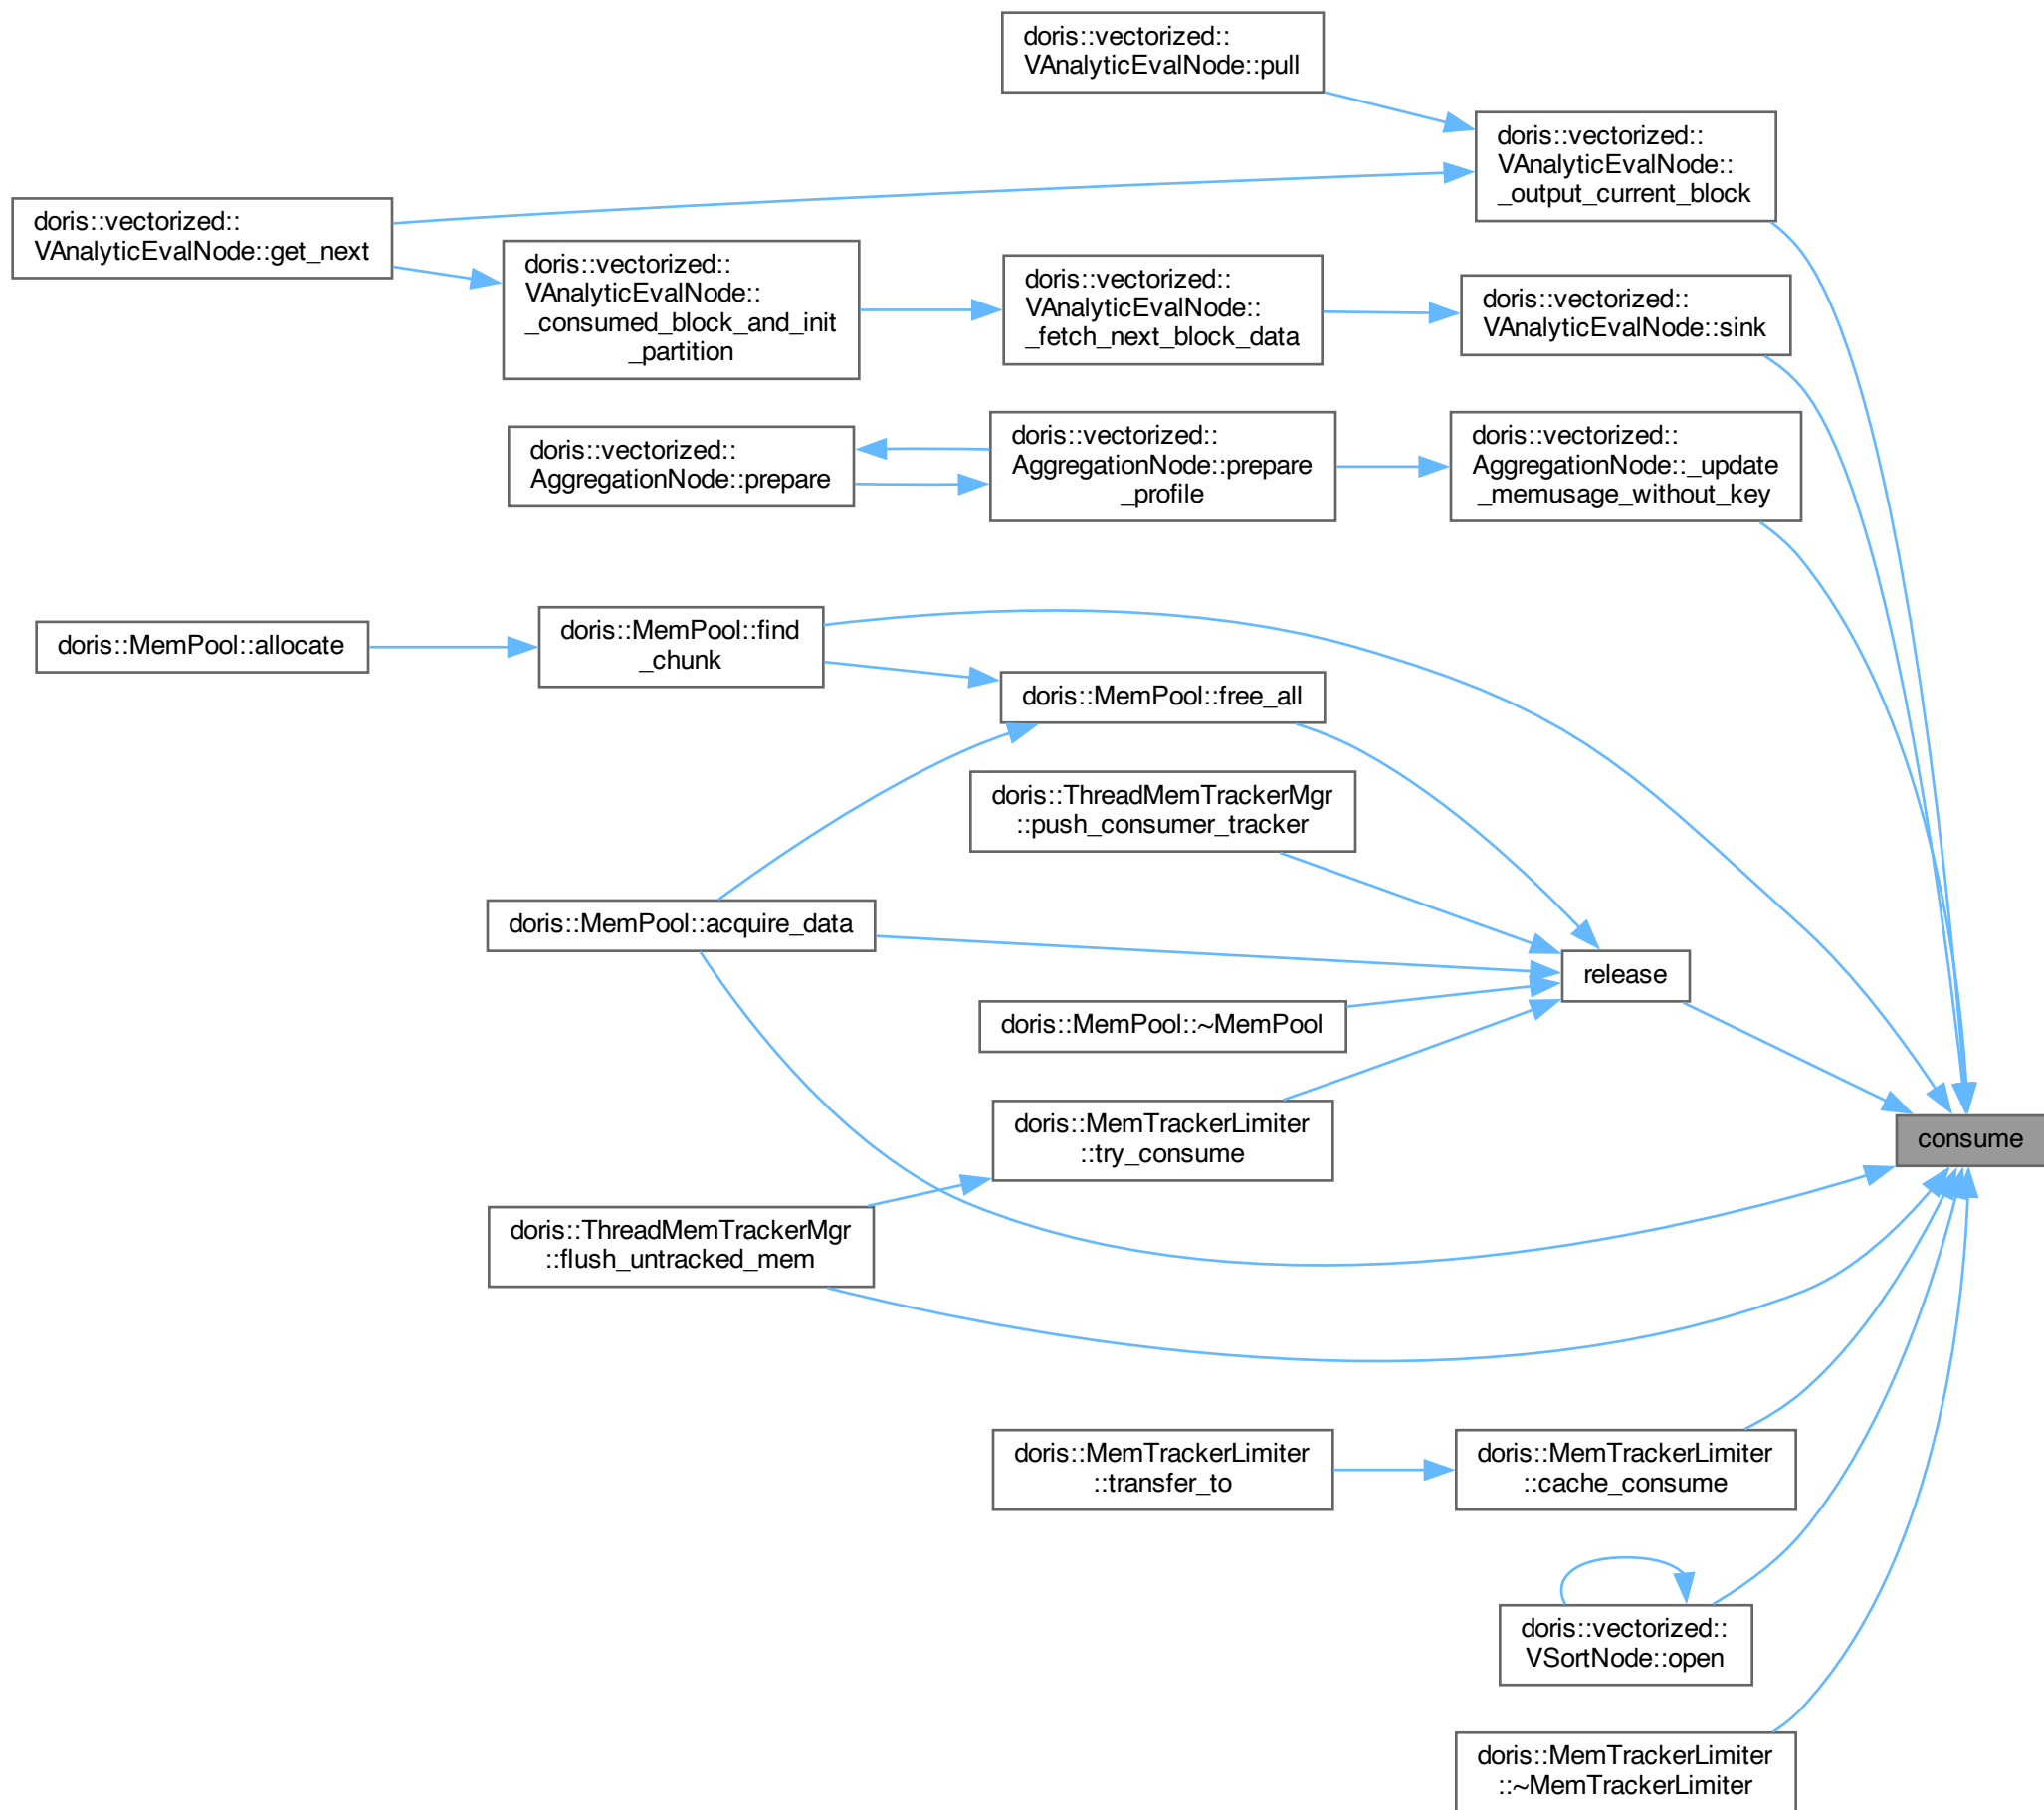 doris::vectorized::
VAnalyticEvalNode::pull
doris::vectorized::
VAnalyticEvalNode::
_output_current_block
doris::vectorized::
VAnalyticEvalNode::get_next
doris::vectorized::
VAnalyticEvalNode::
_consumed_block_and_init
_partition
doris::vectorized::
VAnalyticEvalNode::
_fetch_next_block_data
doris::vectorized::
VAnalyticEvalNode::sink
doris::vectorized::
AggregationNode::prepare
doris::vectorized::
AggregationNode::prepare
_profile
doris::vectorized::
AggregationNode::_update
_memusage_without_key
doris::MemPool::allocate
doris::MemPool::find
_chunk
doris::MemPool::free_all
doris::ThreadMemTrackerMgr
::push_consumer_tracker
doris::MemPool::acquire_data
release
doris::MemPool::~MemPool
doris::MemTrackerLimiter
::try_consume
consume
doris::ThreadMemTrackerMgr
::flush_untracked_mem
doris::MemTrackerLimiter
::transfer_to
doris::MemTrackerLimiter
::cache_consume
doris::vectorized::
VSortNode::open
doris::MemTrackerLimiter
::~MemTrackerLimiter